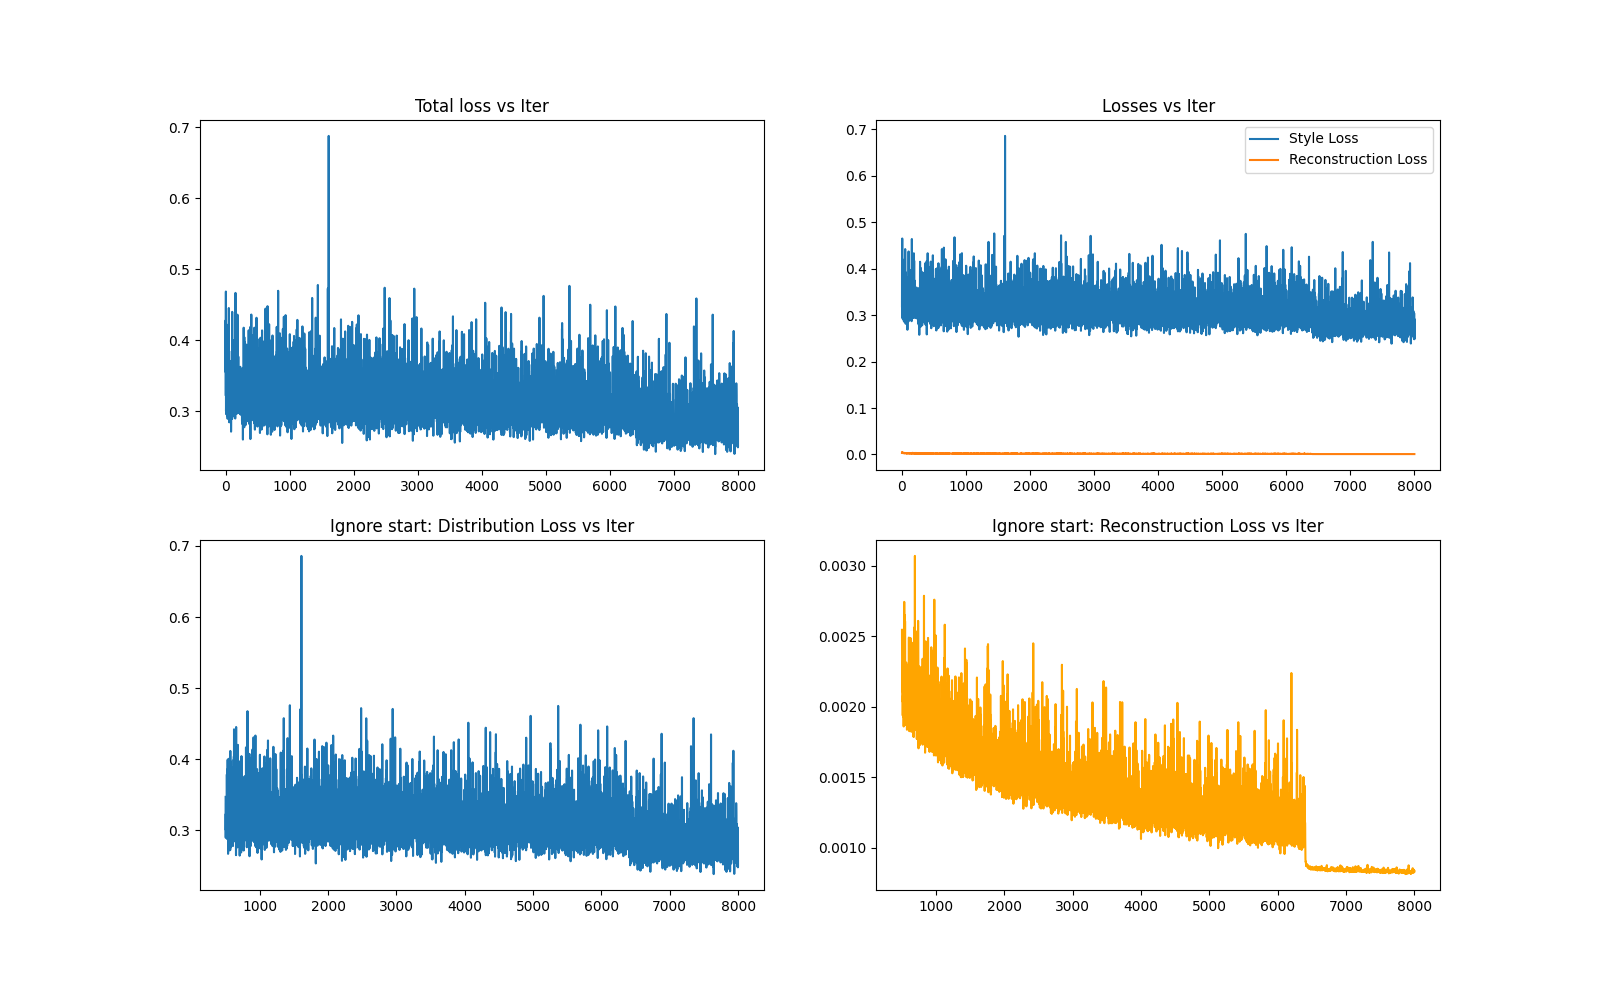 Total loss vs Iter
0.7
0.6
0.5
0.4
0.3
0 1000 2000 3000 4000 5000 6000 7000 8000
Losses vs Iter
Style Loss
Reconstruction Loss
0.7
0.6
0.5
0.4
0.3
0.2
0.1
0.0
0 1000 2000 3000 4000 5000 6000 7000 8000
Ignore start: Distribution Loss vs Iter
0.7
0.6
0.5
0.4
0.3
1000 2000 3000 4000 5000 6000 7000 8000
Ignore start: Reconstruction Loss vs Iter
0.0030
0.0025
0.0020
0.0015
0.0010
1000 2000 3000 4000 5000 6000 7000 8000